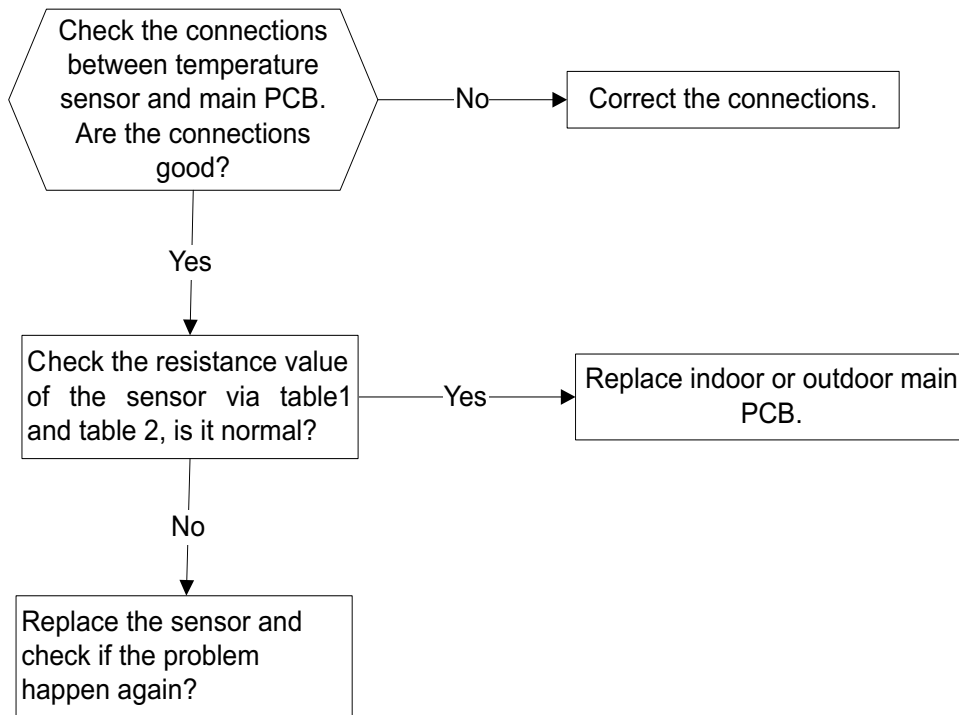 Check the connections
between temperature
sensor and main PCB.
Are the connections
good?
No
Correct the connections.
Yes
Check the resistance value
of the sensor via table1
and table 2, is it normal?
Yes
Replace indoor or outdoor main
PCB.
No
Replace the sensor and
check if the problem
happen again?